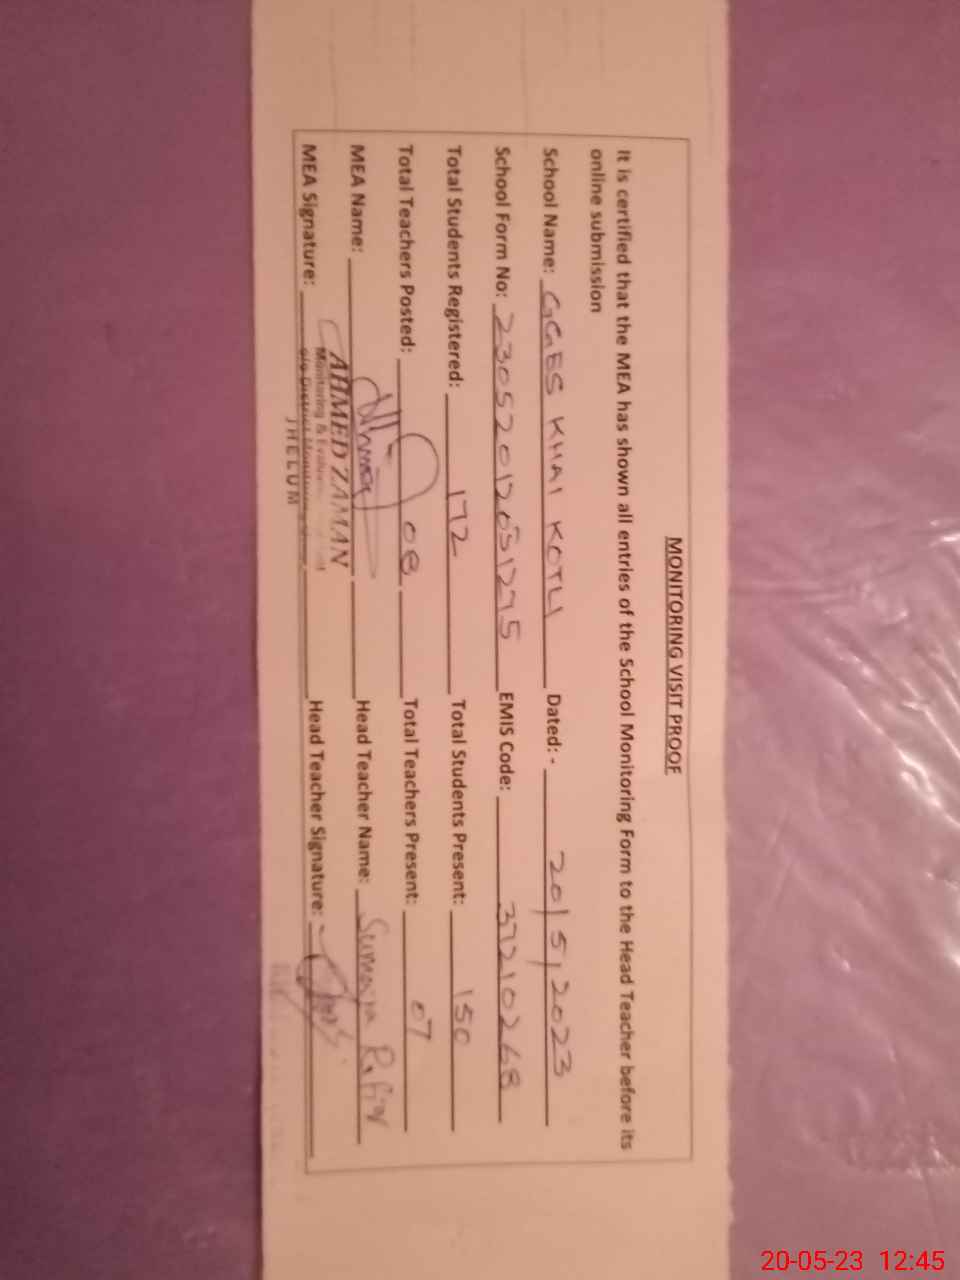 MONITORING VISIT PROOF
It is certified that the MEA has shown all entries of the School Monitoring Form to the Head Teacher before its
online submission
School Name: GGES KHAI KOTLI Dated: - 20/5/2023
School Form No: 23052012051275 EMIS Code: 37210268
Total Students Registered: 172 Total Students Present: 150
Total Teachers Posted: 08 Total Teachers Present: 07
MEA Name: AHMED ZAMAN Head Teacher Name: Sumaira
Monitoring &
MEA Signature: Head Teacher Signature:
o/o District Monitoring
JHELUM
20-05-23 12:45